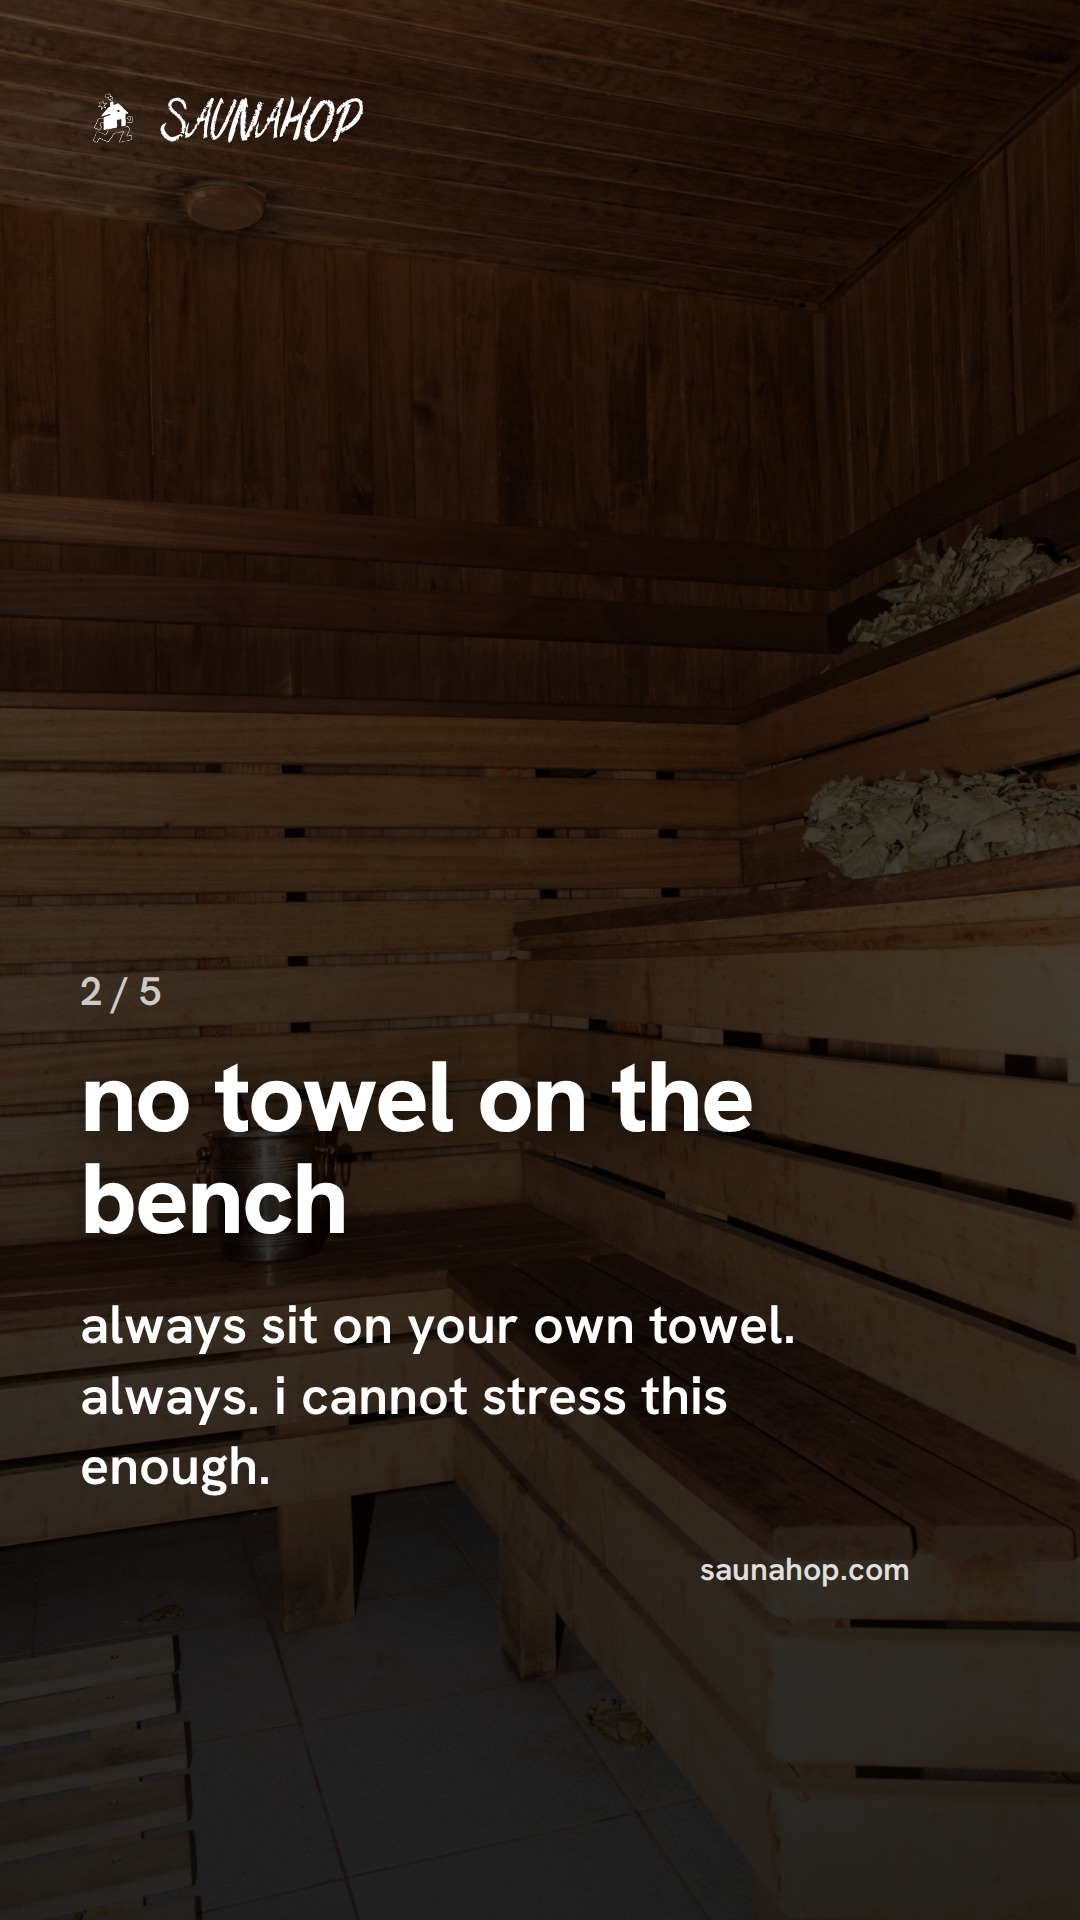 SAUNAHOP
2 / 5
no towel on the
bench
always sit on your own towel.
always. i cannot stress this
enough.
saunahop.com